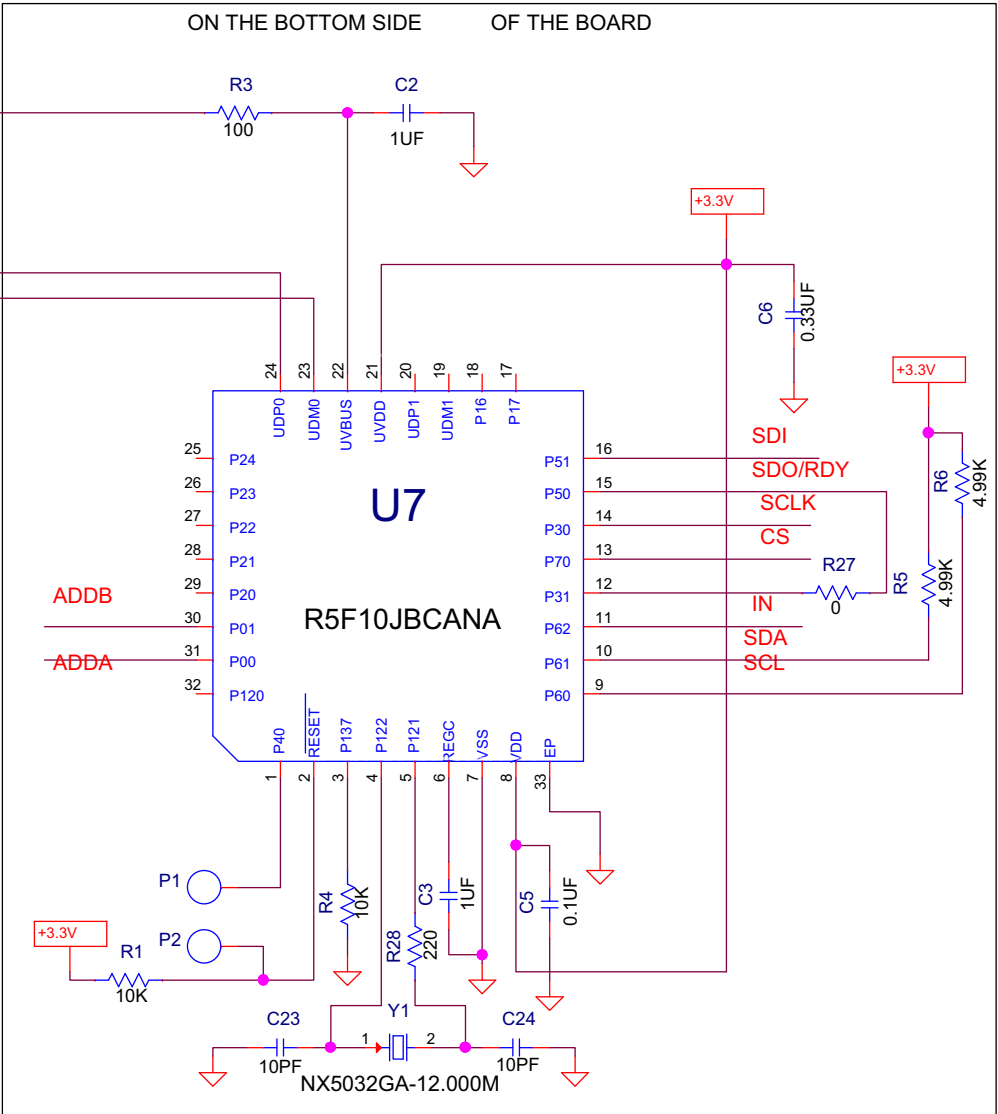 ON THE BOTTOM SIDE OF THE BOARD
R3
100
C2
1UF
+3.3V
C6
0.33UF
+3.3V
24 23 22 21 20 19 18 17
UDP0 UDM0 UVBUS UVDD UDP1 UDM1 P16 P17
25 P24
26 P23
27 P22
28 P21
29 P20
ADDB
30 P01
ADDA
31 P00
32 P120
U7
R5F10JBCANA
SDI
P51 16
SDO/RDY
P50 15
SCLK
P30 14
CS
P70 13
P31 12
R27
0
IN
P62 11
SDA
P61 10
SCL
P60 9
R6
4.99K
R5
4.99K
P40 RESET P137 P122 P121 REGC VSS VDD EP
1 2 3 4 5 6 7 8 33
P1
P2
+3.3V
R1
10K
R4
10K
R28
220
C3
1UF
C5
0.1UF
C23
10PF
Y1
1 2
C24
10PF
NX5032GA-12.000M